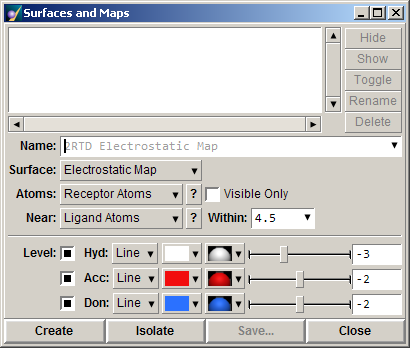 Surfaces and Maps
Hide
Show
Toggle
Rename
Delete
Name: 2RTD Electrostatic Map
Surface: Electrostatic Map
Atoms: Receptor Atoms ? Visible Only
Near: Ligand Atoms ? Within: 4.5
Level: Hyd: Line -3
Acc: Line -2
Don: Line -2
Create Isolate Save... Close